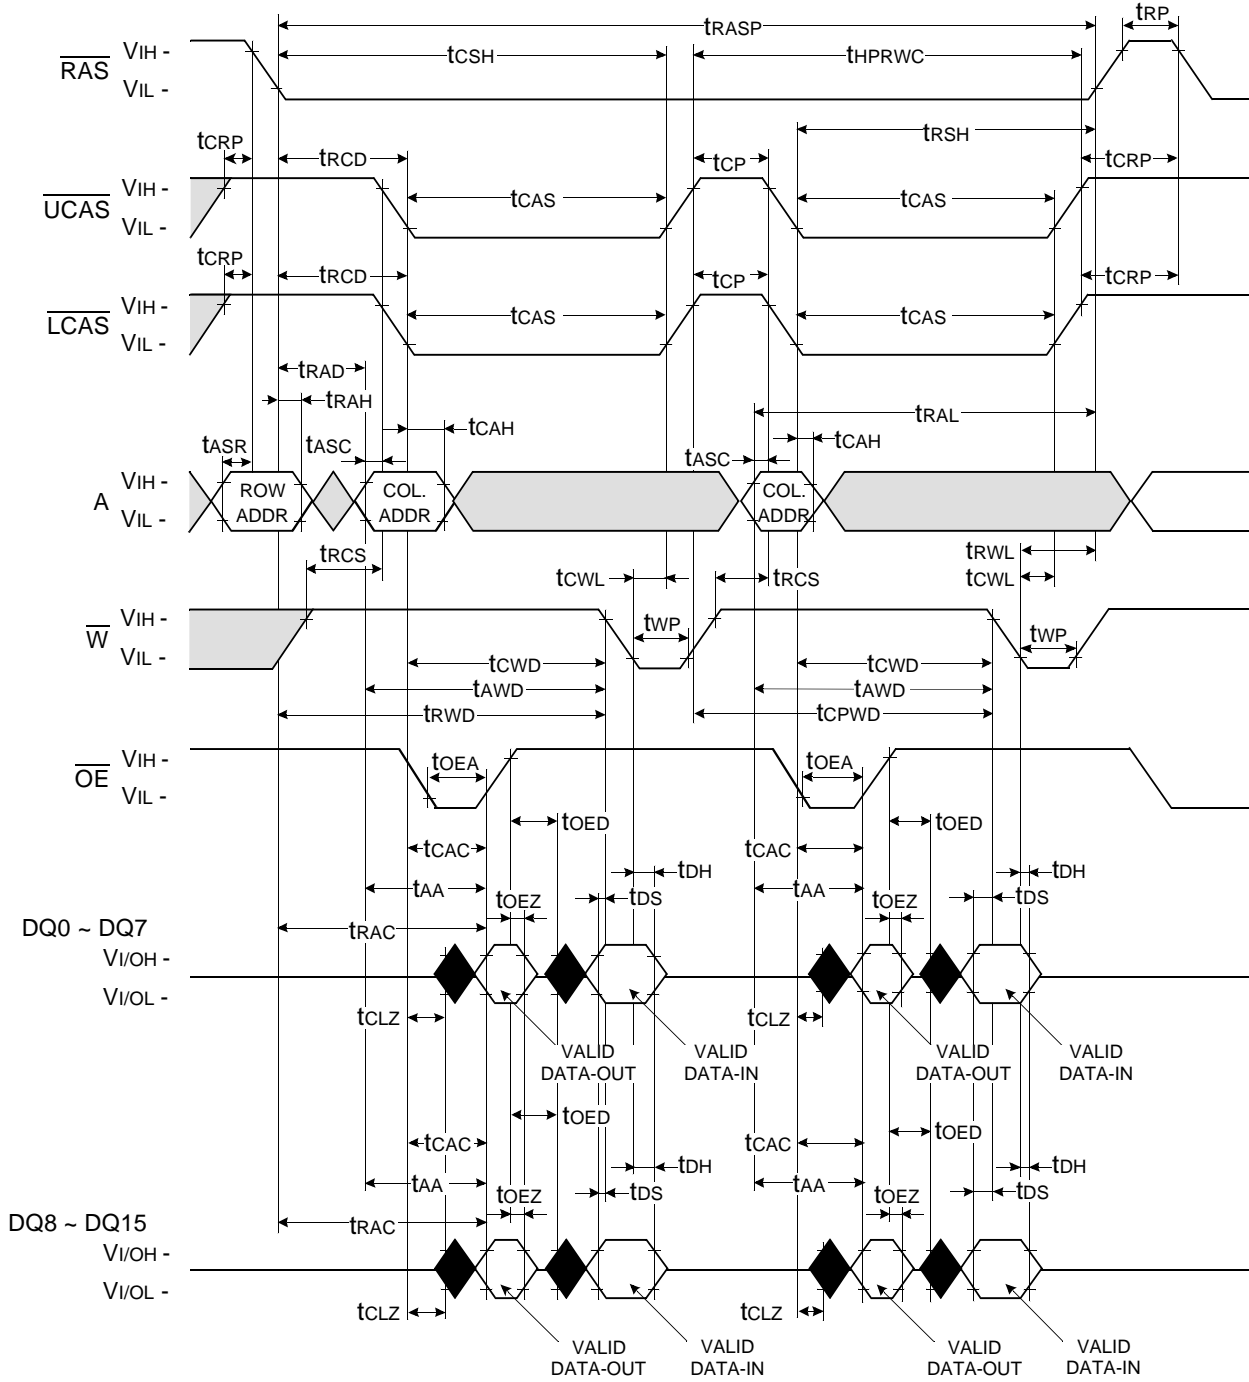 tRASP
tRP
RAS
VIH -
VIL -
tCSH
tHPRWC
tCRP
tRCD
tCP
tRSH
tCRP
UCAS
VIH -
VIL -
tCAS
tCAS
tCRP
tRCD
tCP
tCRP
LCAS
VIH -
VIL -
tCAS
tCAS
tRAD
tRAH
tRAL
tASR
tASC
tCAH
tASC
tCAH
A
VIH -
VIL -
ROW
ADDR
COL.
ADDR
COL.
ADDR
tRCS
tCWL
tRCS
tRWL
tCWL
W
VIH -
VIL -
tWP
tWP
tCWD
tCWD
tAWD
tAWD
tRWD
tCPWD
OE
VIH -
VIL -
tOEA
tOEA
tOED
tOED
tCAC
tDH
tCAC
tDH
tAA
tOEZ
tDS
tAA
tOEZ
tDS
tRAC
DQ0 ~ DQ7
VI/OH -
VI/OL -
tCLZ
tCLZ
VALID
DATA-OUT
VALID
DATA-IN
VALID
DATA-OUT
VALID
DATA-IN
tOED
tOED
tCAC
tDH
tCAC
tDH
tAA
tOEZ
tDS
tAA
tOEZ
tDS
tRAC
DQ8 ~ DQ15
VI/OH -
VI/OL -
tCLZ
tCLZ
VALID
DATA-OUT
VALID
DATA-IN
VALID
DATA-OUT
VALID
DATA-IN